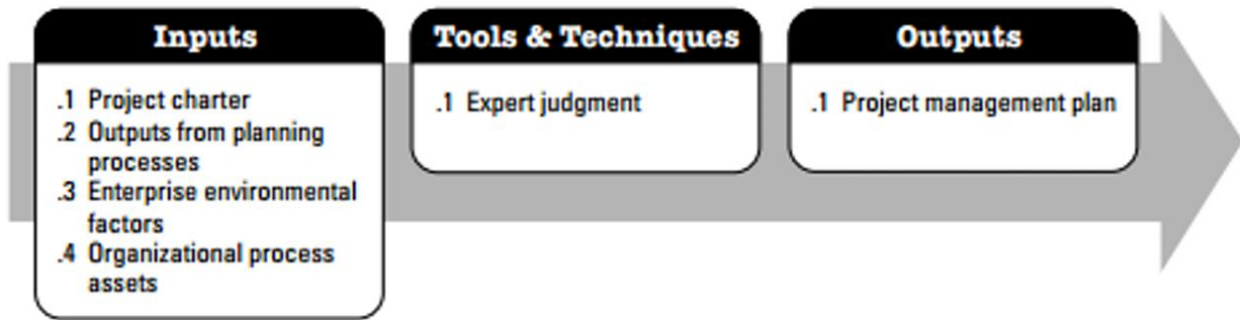 Inputs
.1 Project charter
.2 Outputs from planning
processes
.3 Enterprise environmental
factors
.4 Organizational process
assets
Tools & Techniques
.1 Expert judgment
Outputs
.1 Project management plan